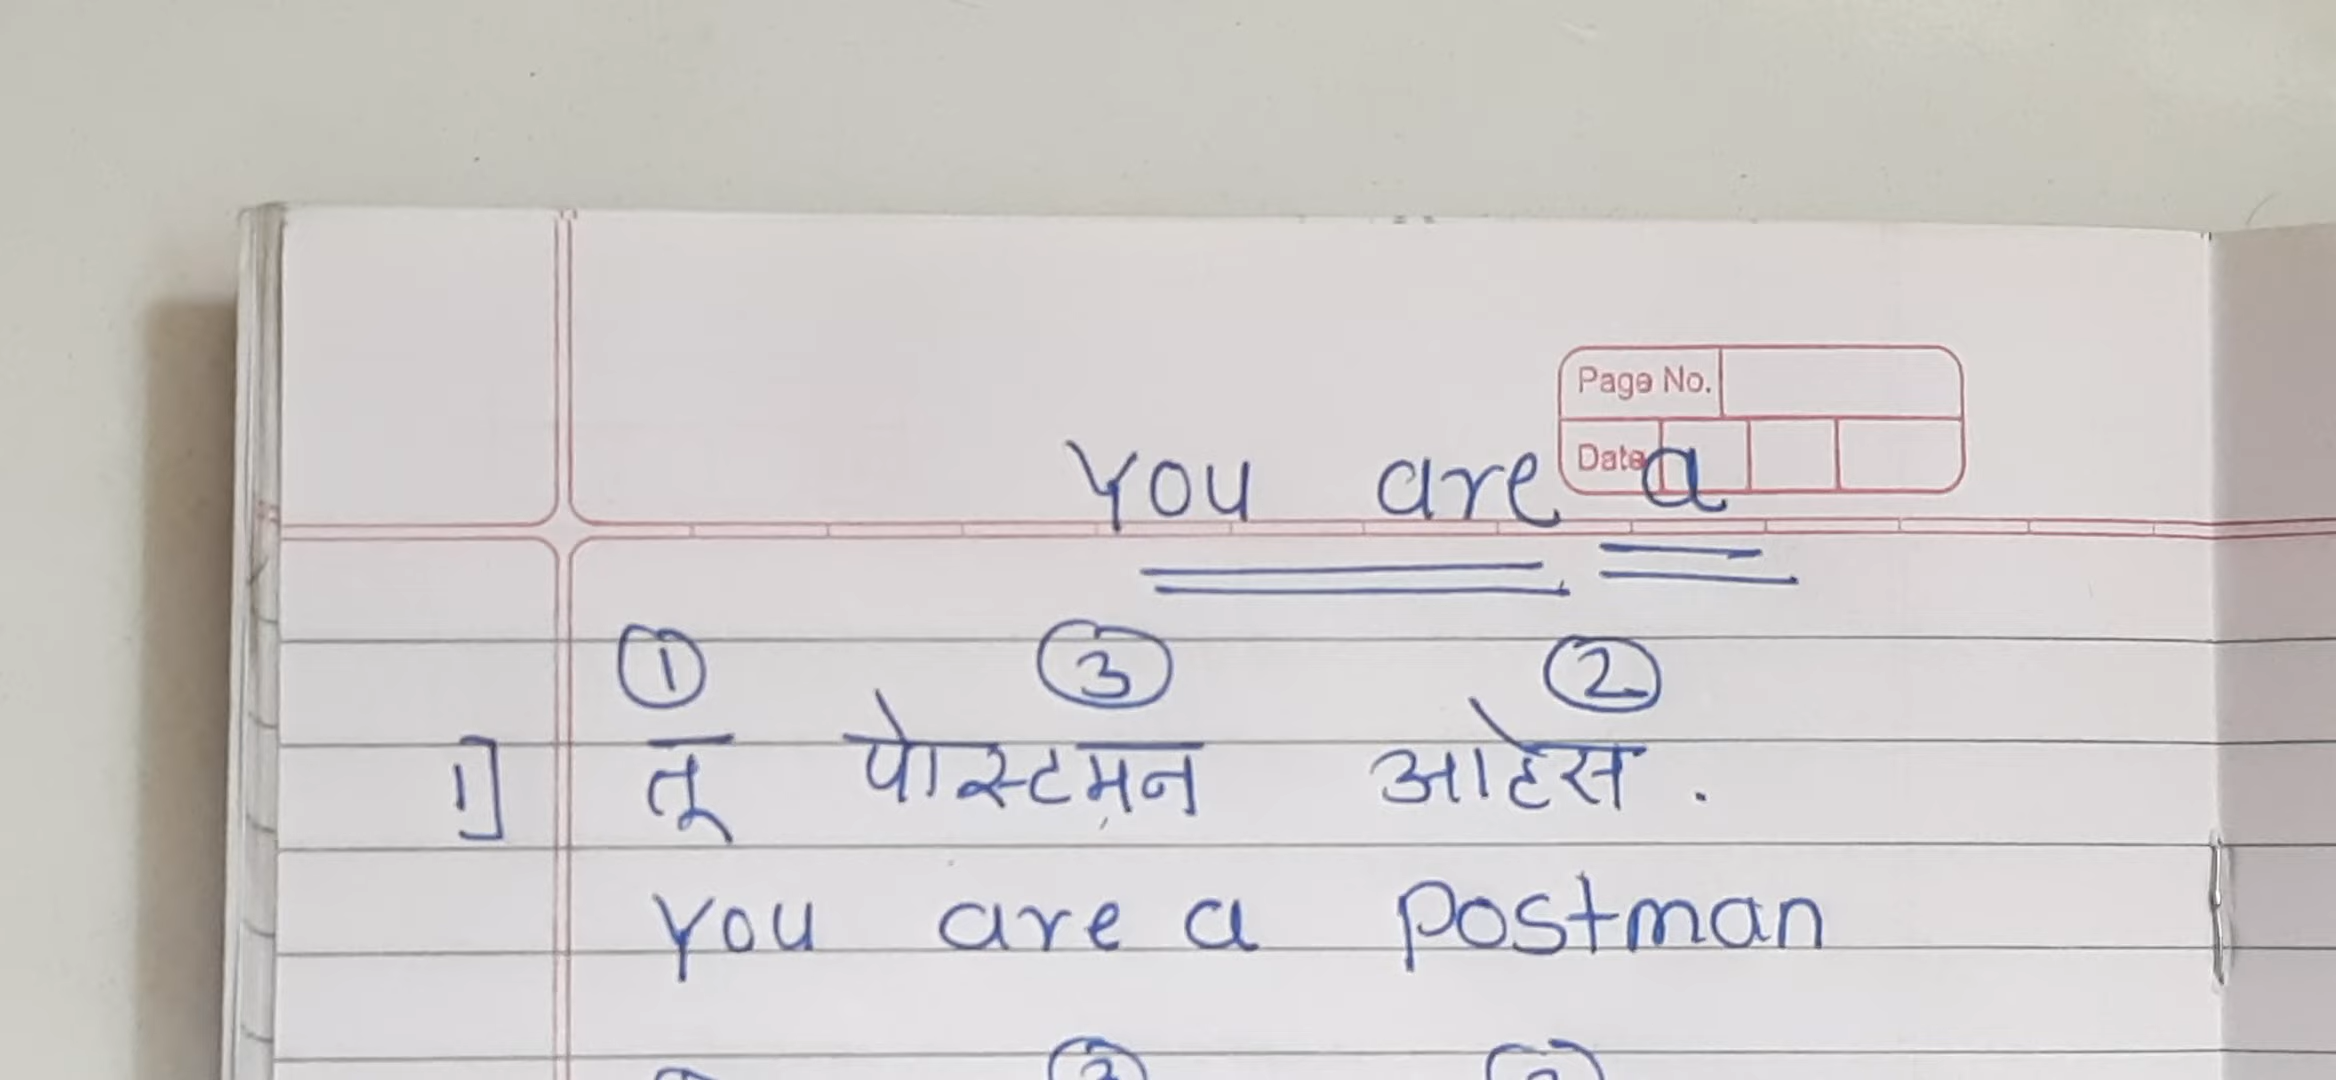 Page No.
Date
You are a
① ③ ②
1] तू पोस्टमन आहेस.
You are a postman